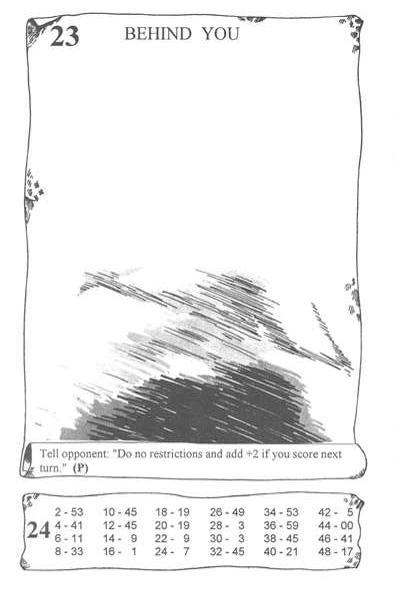 23 BEHIND YOU
Tell opponent: "Do no restrictions and add +2 if you score next
turn." (P)
24
2 - 53 10 - 45 18 - 19 26 - 49 34 - 53 42 - 5
4 - 41 12 - 45 20 - 19 28 - 3 36 - 59 44 - 00
6 - 11 14 - 9 22 - 9 30 - 3 38 - 45 46 - 41
8 - 33 16 - 1 24 - 7 32 - 45 40 - 21 48 - 17